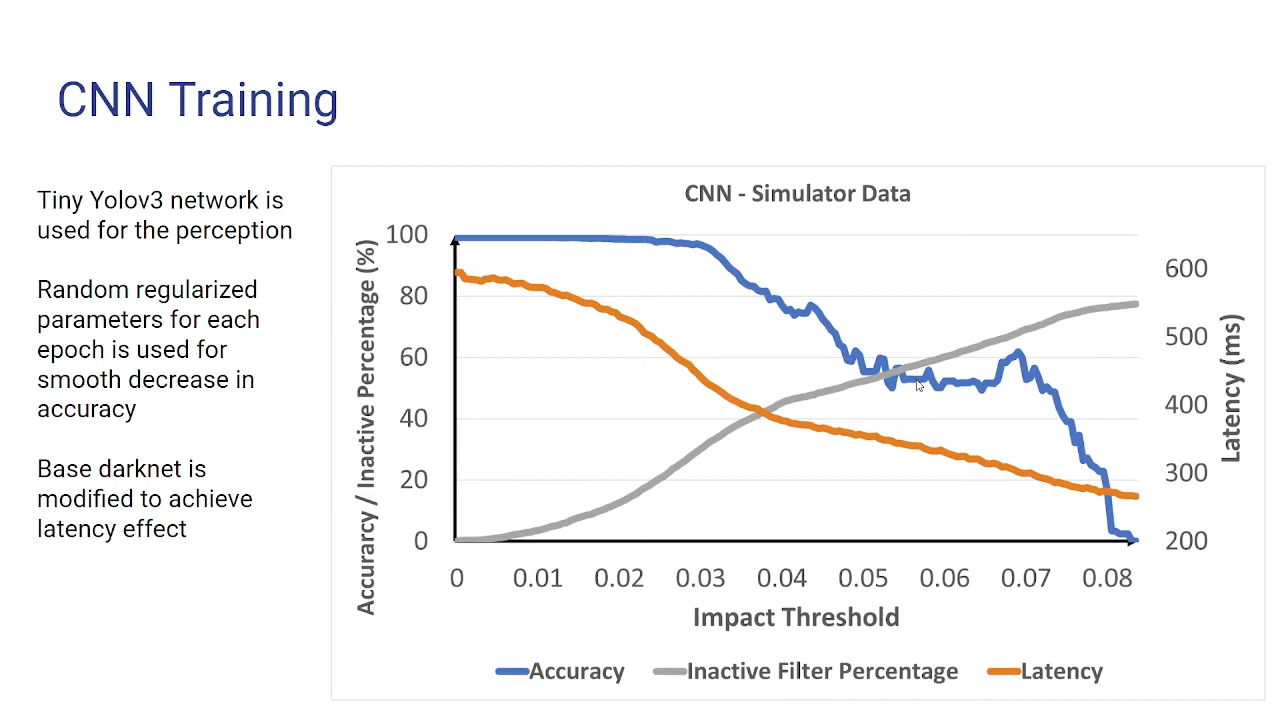 CNN Training
Tiny Yolov3 network is
used for the perception
Random regularized
parameters for each
epoch is used for
smooth decrease in
accuracy
Base darknet is
modified to achieve
latency effect
CNN - Simulator Data
Accurarcy / Inactive Percentage (%)
100
80
60
40
20
0
600
500
400
300
200
Latency (ms)
0 0.01 0.02 0.03 0.04 0.05 0.06 0.07 0.08
Impact Threshold
Accuracy Inactive Filter Percentage Latency